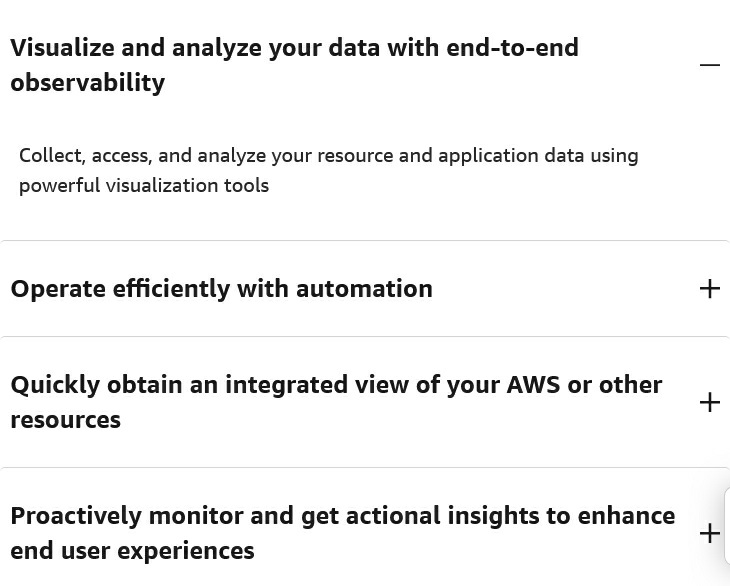 Visualize and analyze your data with end-to-end
observability
Collect, access, and analyze your resource and application data using
powerful visualization tools
Operate efficiently with automation
Quickly obtain an integrated view of your AWS or other
resources
Proactively monitor and get actional insights to enhance
end user experiences